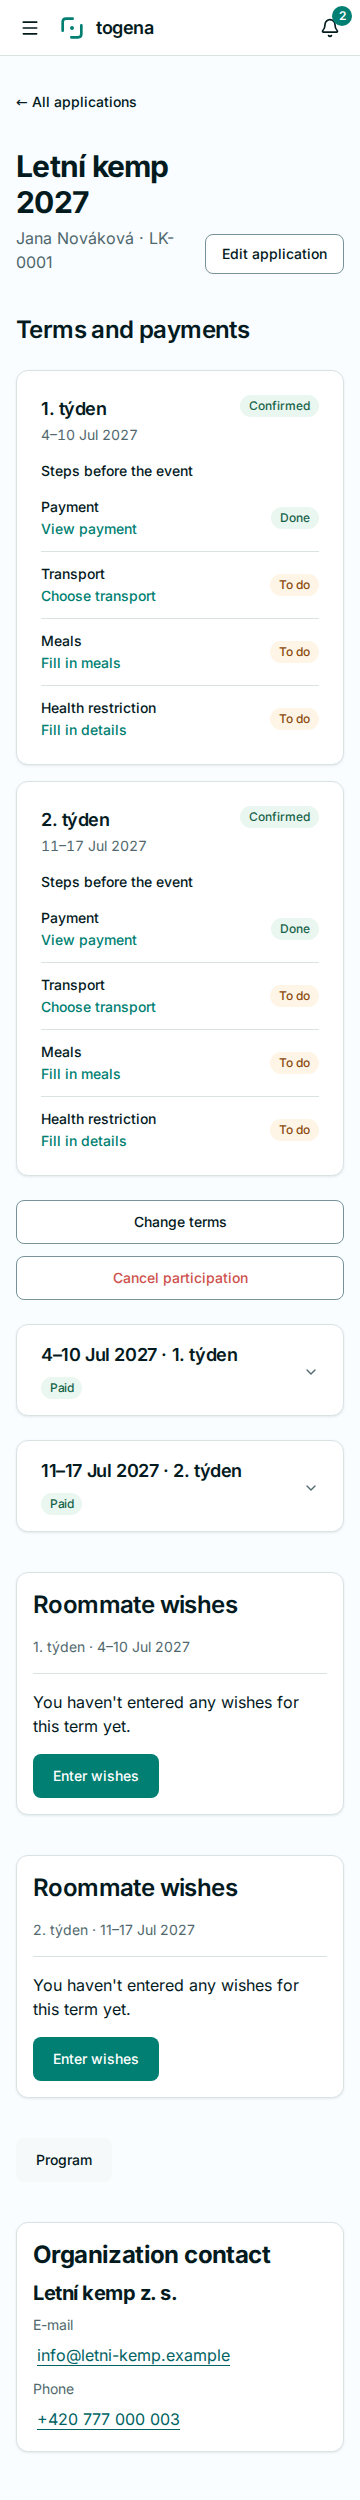 togena
2
← All applications
Letní kemp
2027
Jana Nováková · LK-
0001
Edit application
Terms and payments
1. týden
Confirmed
4–10 Jul 2027
Steps before the event
Payment
View payment
Done
Transport
Choose transport
To do
Meals
Fill in meals
To do
Health restriction
Fill in details
To do
2. týden
Confirmed
11–17 Jul 2027
Steps before the event
Payment
View payment
Done
Transport
Choose transport
To do
Meals
Fill in meals
To do
Health restriction
Fill in details
To do
Change terms
Cancel participation
4–10 Jul 2027 · 1. týden
Paid
11–17 Jul 2027 · 2. týden
Paid
Roommate wishes
1. týden · 4–10 Jul 2027
You haven't entered any wishes for
this term yet.
Enter wishes
Roommate wishes
2. týden · 11–17 Jul 2027
You haven't entered any wishes for
this term yet.
Enter wishes
Program
Organization contact
Letní kemp z. s.
E-mail
info@letni-kemp.example
Phone
+420 777 000 003